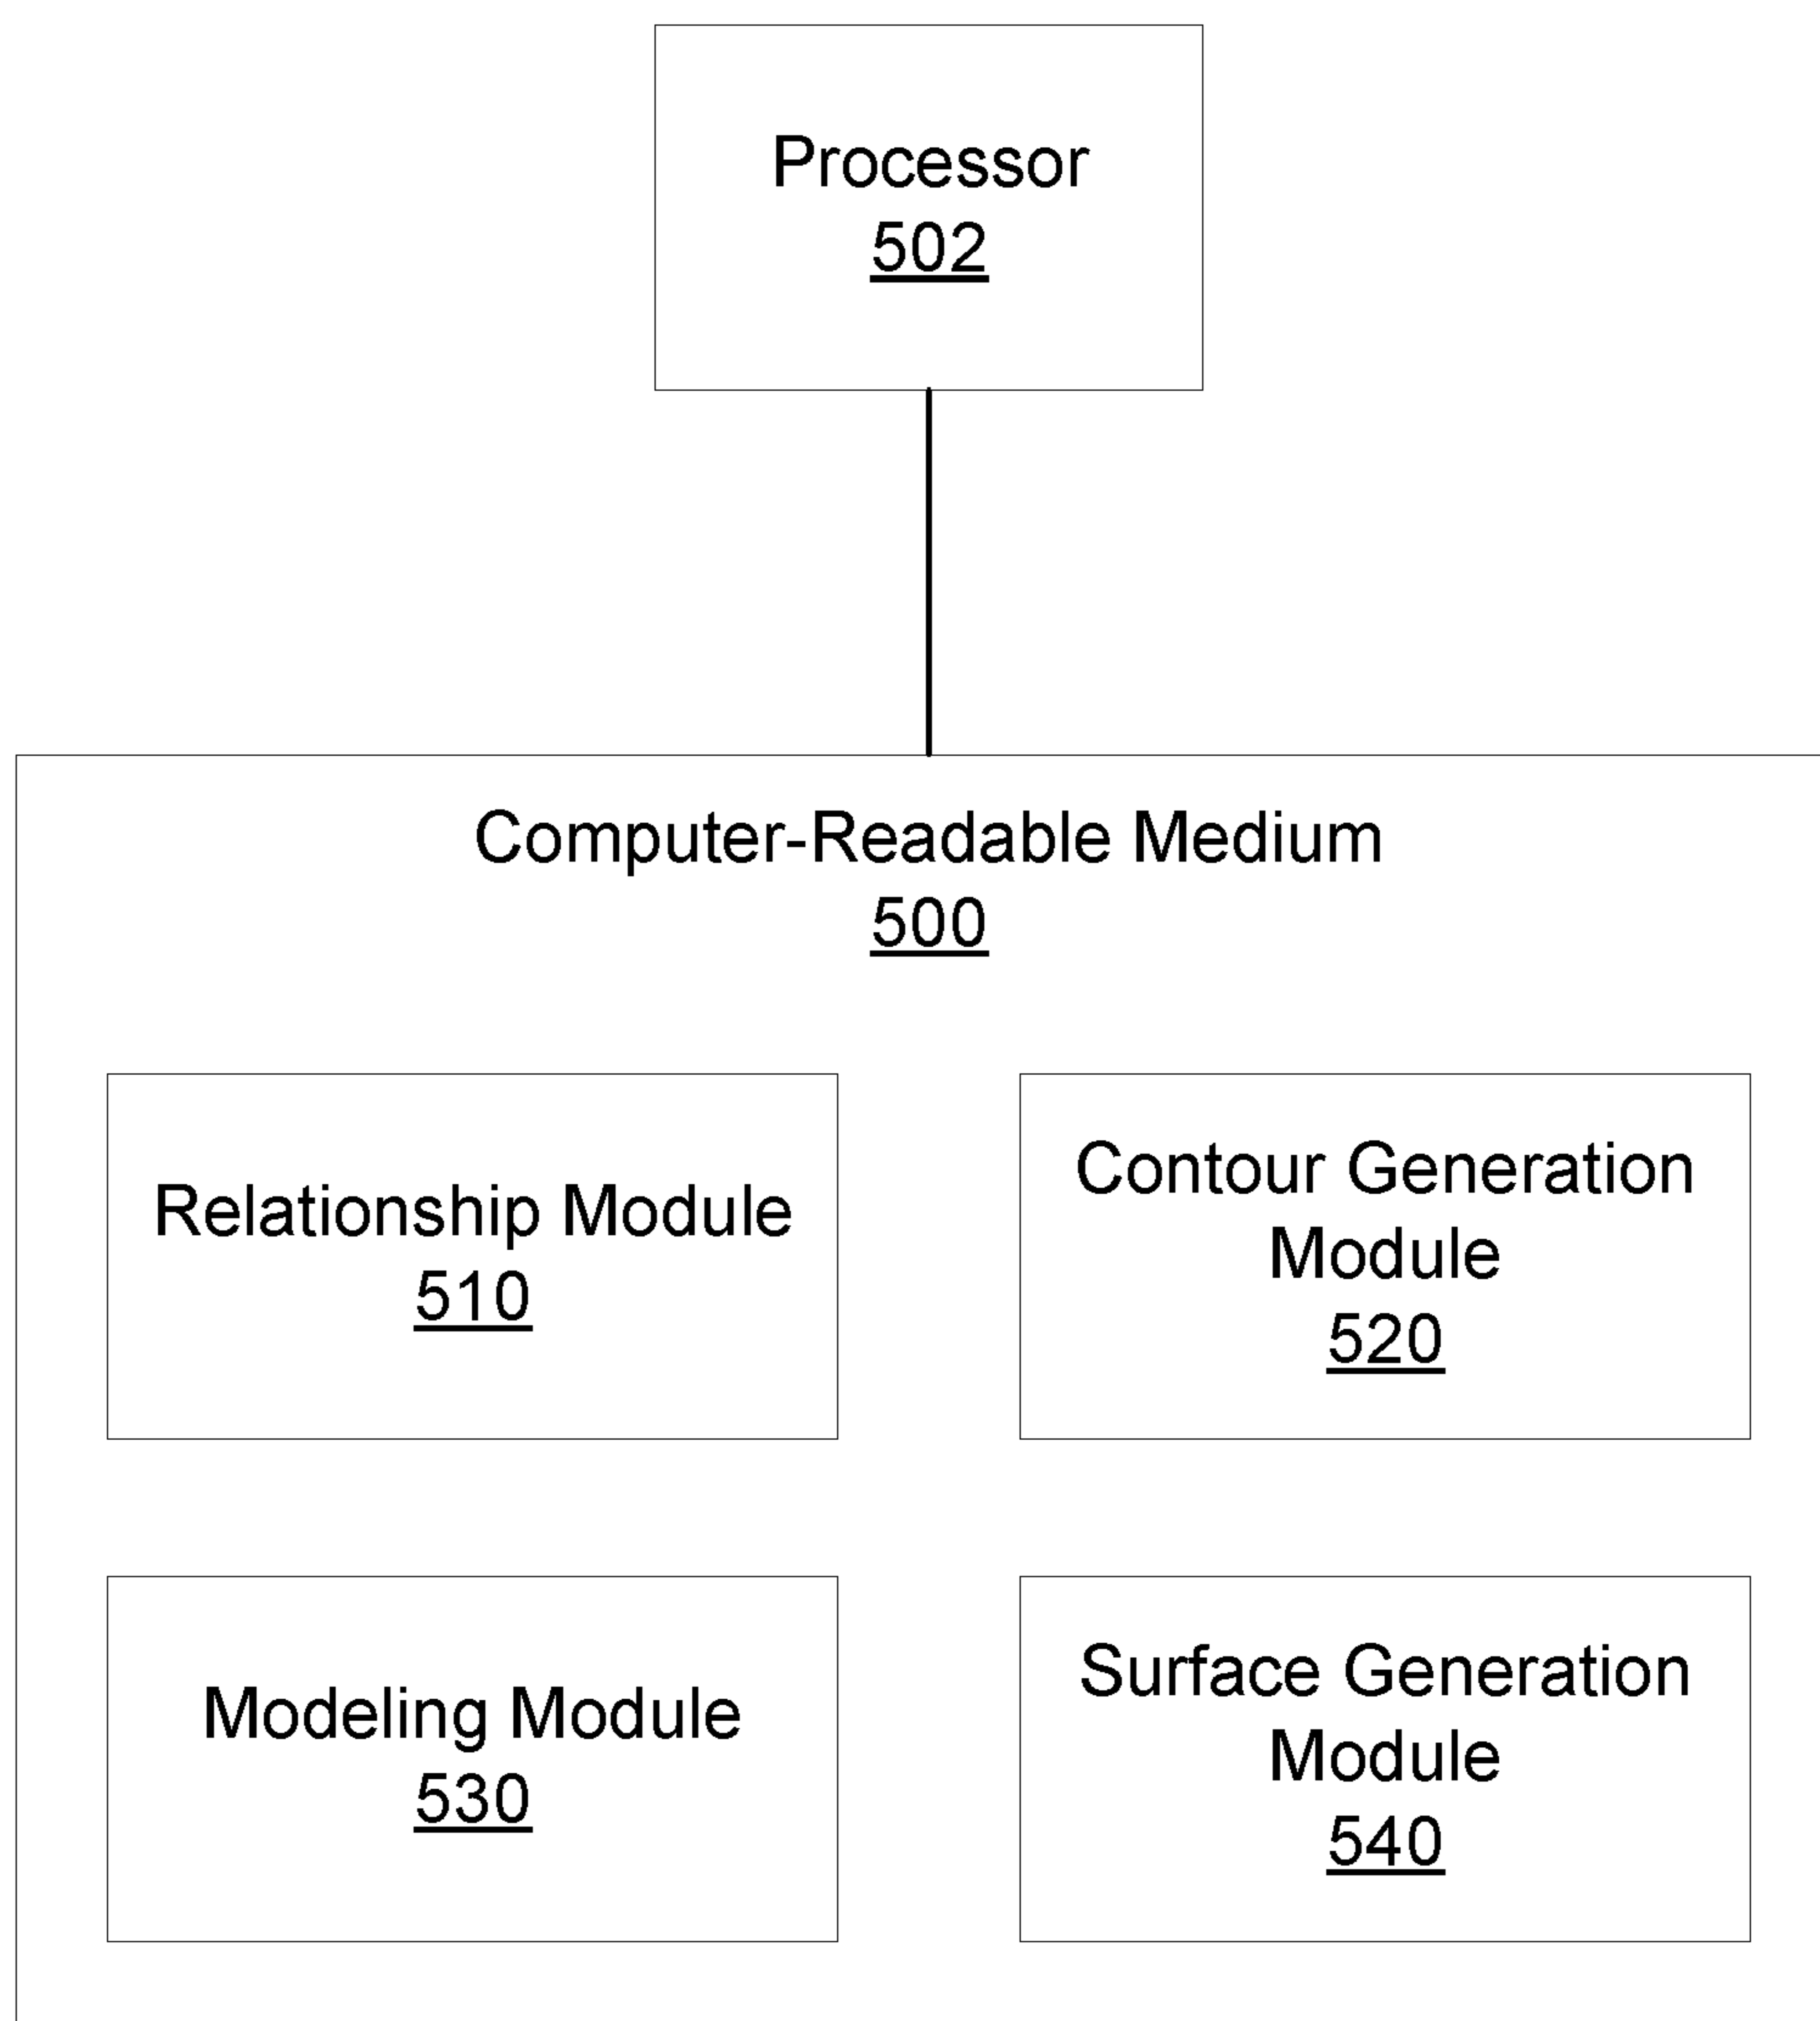 Processor
502
Computer-Readable Medium
500
Relationship Module
510
Contour Generation
Module
520
Modeling Module
530
Surface Generation
Module
540